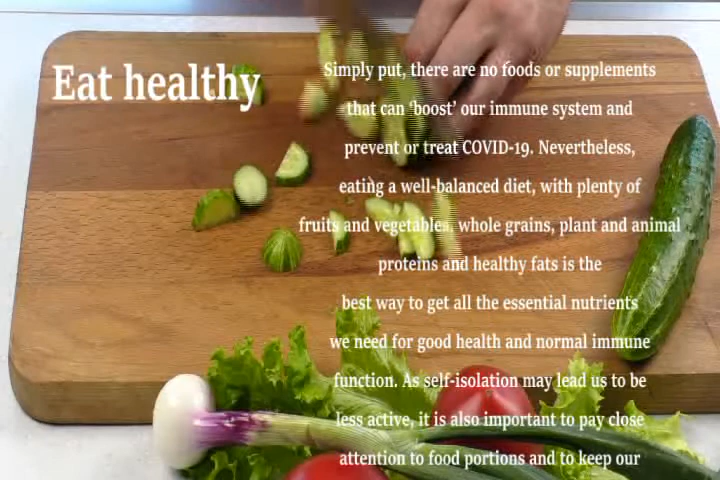 Eat healthy
Simply put, there are no foods or supplements
that can ‘boost’ our immune system and
prevent or treat COVID-19. Nevertheless,
eating a well-balanced diet, with plenty of
fruits and vegetables, whole grains, plant and animal
proteins and healthy fats is the
best way to get all the essential nutrients
we need for good health and normal immune
function. As self-isolation may lead us to be
less active, it is also important to pay close
attention to food portions and to keep our